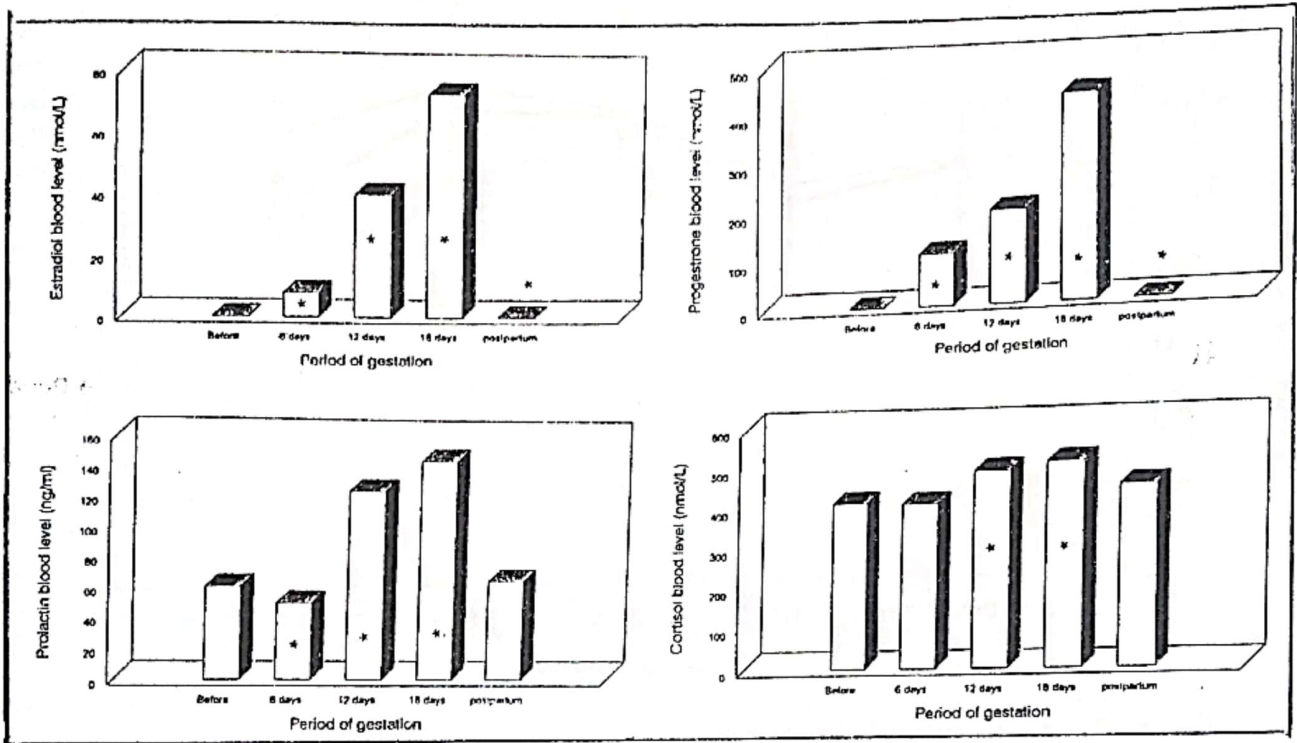 Estradiol blood level (nmol/L)
80
60
40
20
0
Before 6 days 12 days 18 days postpartum
Period of gestation
Progestrone blood level (nmol/L)
500
400
300
200
100
0
Before 6 days 12 days 18 days postpartum
Period of gestation
Prolactin blood level (ng/ml)
160
140
120
100
80
60
40
20
0
Before 6 days 12 days 18 days postpartum
Period of gestation
Cortisol blood level (nmol/L)
600
500
400
300
200
100
0
Before 6 days 12 days 18 days postpartum
Period of gestation